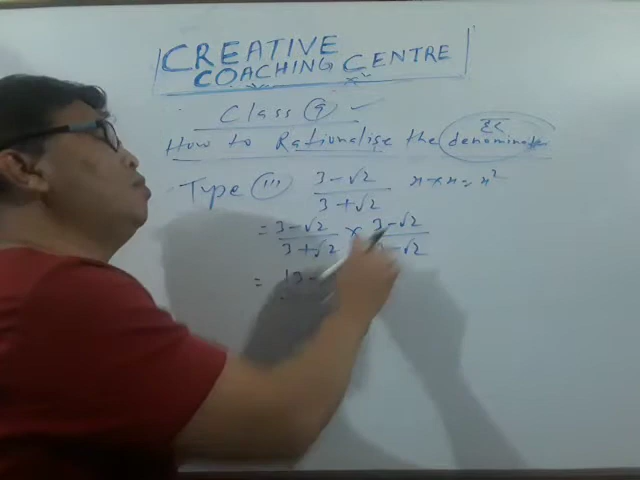 CREATIVE
COACHING CENTRE
Class 9
How to Rationalise the denominator
Type III 3-√2 / 3+√2 x × x = x²
= 3-√2 / 3+√2 × 3-√2 / 3-√2
= (3-